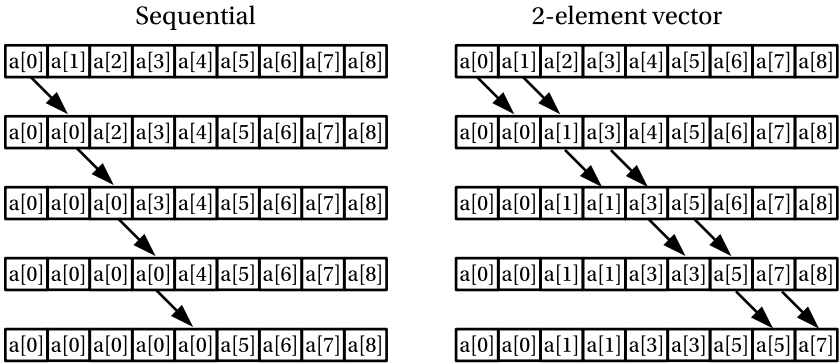 Sequential
a[0] a[1] a[2] a[3] a[4] a[5] a[6] a[7] a[8]
a[0] a[0] a[2] a[3] a[4] a[5] a[6] a[7] a[8]
a[0] a[0] a[0] a[3] a[4] a[5] a[6] a[7] a[8]
a[0] a[0] a[0] a[0] a[4] a[5] a[6] a[7] a[8]
a[0] a[0] a[0] a[0] a[0] a[5] a[6] a[7] a[8]
2-element vector
a[0] a[1] a[2] a[3] a[4] a[5] a[6] a[7] a[8]
a[0] a[0] a[1] a[3] a[4] a[5] a[6] a[7] a[8]
a[0] a[0] a[1] a[1] a[3] a[5] a[6] a[7] a[8]
a[0] a[0] a[1] a[1] a[3] a[3] a[5] a[7] a[8]
a[0] a[0] a[1] a[1] a[3] a[3] a[5] a[5] a[7]